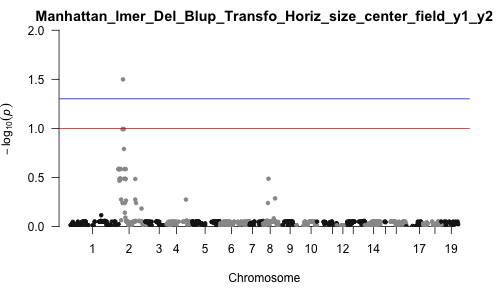 Manhattan_lmer_Del_Blup_Transfo_Horiz_size_center_field_y1_y2
2.0
1.5
1.0
0.5
0.0
− log10(p)
1 2 3 4 5 6 7 8 9 10 12 14 17 19
Chromosome